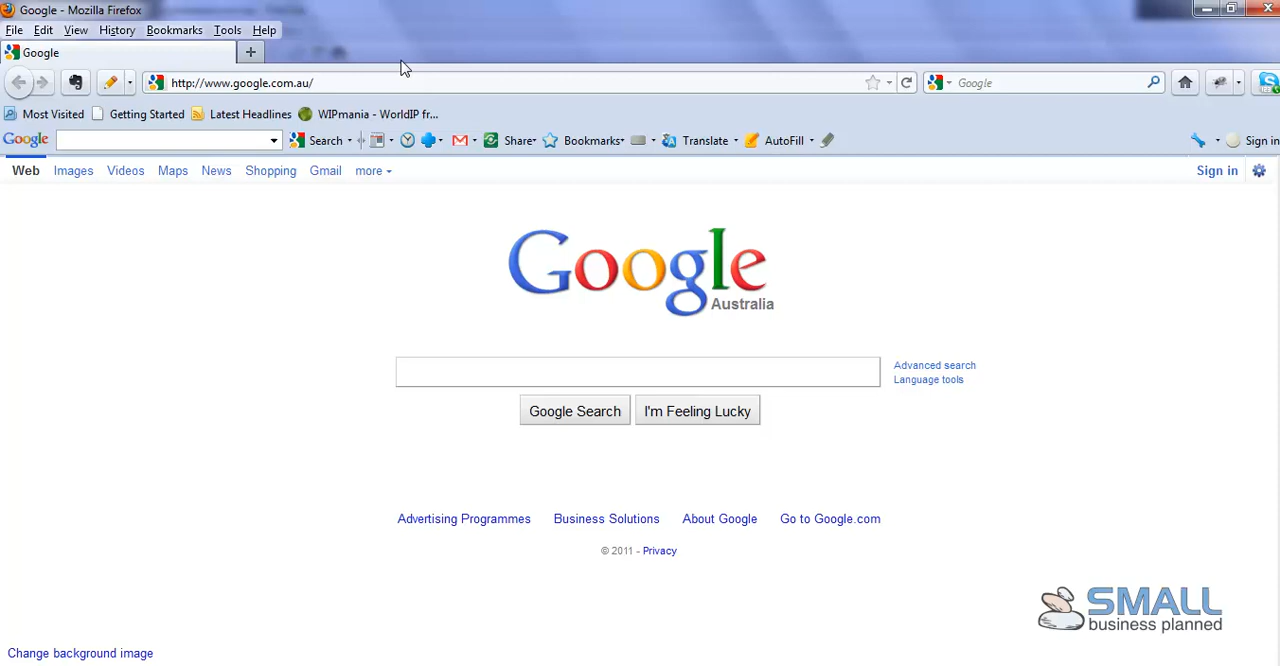 Google - Mozilla Firefox
File Edit View History Bookmarks Tools Help
Google
http://www.google.com.au/ Google
Most Visited Getting Started Latest Headlines WIPmania - WorldIP fr...
Google Search Share Bookmarks Translate AutoFill Sign in
Web Images Videos Maps News Shopping Gmail more Sign in
Google
Australia
Advanced search
Language tools
Google Search I'm Feeling Lucky
Advertising Programmes Business Solutions About Google Go to Google.com
© 2011 - Privacy
SMALL
business planned
Change background image